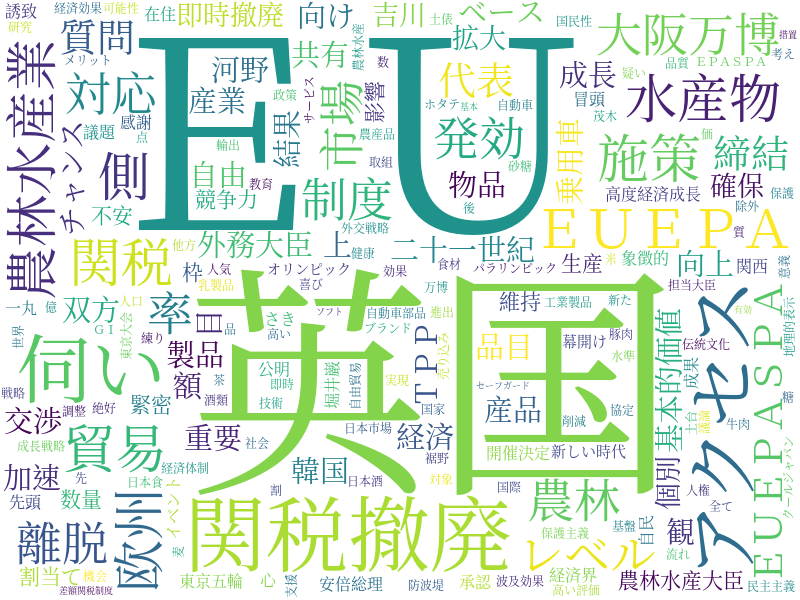 ＥＵ
英国
関税撤廃
ＥＵＥＰＡ
ＥＵＥＰＡＳＰＡ
アクセス
農林水産業
大阪万博
水産物
施策
締結
発効
制度
市場
対応
側
質問
関税
伺い
貿易
離脱
欧州
率
レベル
農林
ＴＰＰ
基本的価値
外務大臣
二十一世紀
即時撤廃
向け
ベース
拡大
吉川
共有
河野
産業
代表
成長
結果
影響
自由
競争力
物品
乗用車
確保
高度経済成長
チャンス
不安
感謝
議題
双方
枠
目
上
製品
額
重要
交渉
加速
緊密
数量
先頭
割当て
韓国
経済
産品
品目
維持
生産
向上
象徴的
個別
観
農林水産大臣
幕開け
開催決定
新しい時代
オリンピック
パラリンピック
公明
堀井巌
自由貿易
自動車部品
ブランド
さき
喜び
高い
人気
健康
他方
外交戦略
教育
輸出
政策
サービス
農林水産
数
農産品
取組
ホタテ
基本
自動車
砂糖
冒頭
茂木
疑い
品質
ＥＰＡＳＰＡ
考え
措置
国民性
土俵
在住
可能性
経済効果
誘致
研究
メリット
点
価
保護
除外
質
米
関西
意義
担当大臣
地理的表示
新た
工業製品
豚肉
水準
伝統文化
成果
有効
糖
牛肉
土台
議論
人権
全て
クールジャパン
民主主義
流れ
自民
基盤
保護主義
国際
裾野
対象
日本市場
協定
削減
セーフガード
国家
売り込み
進出
万博
効果
食材
後
実現
即時
技術
社会
酒類
茶
品
ソフト
乳製品
練り
絶好
調整
東京大会
ＧＩ
人口
億
一丸
世界
戦略
成長戦略
経済体制
先
日本食
イベント
麦
機会
差額関税制度
東京五輪
心
支援
割
日本酒
安倍総理
防波堤
承認
波及効果
経済界
高い評価